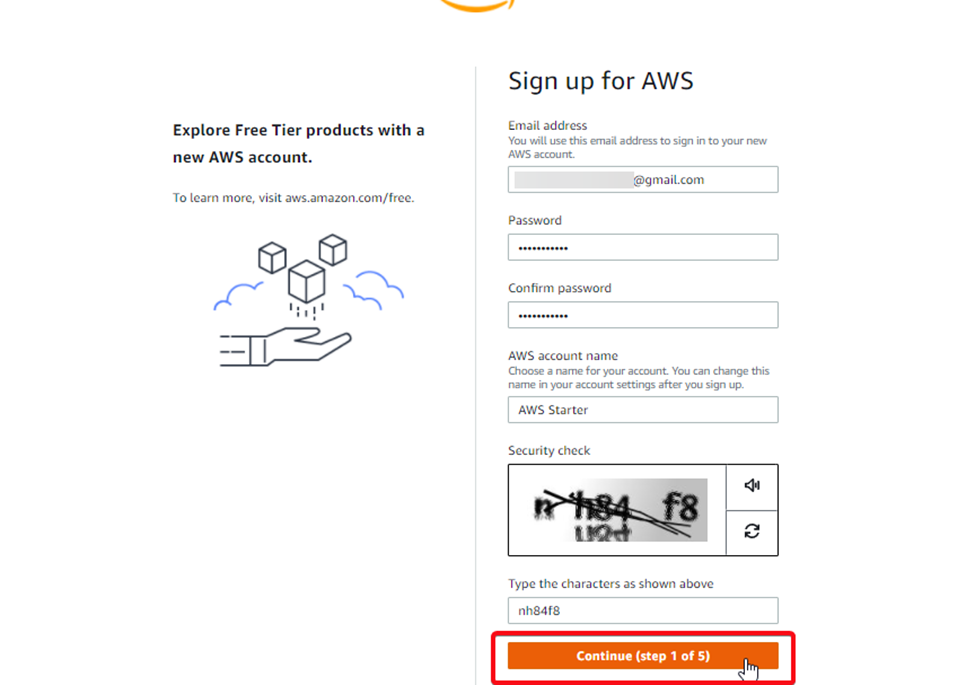 Sign up for AWS
Explore Free Tier products with a
new AWS account.
To learn more, visit aws.amazon.com/free.
Email address
You will use this email address to sign in to your new
AWS account.
@gmail.com
Password
•••••••••••
Confirm password
•••••••••••
AWS account name
Choose a name for your account. You can change this
name in your account settings after you sign up.
AWS Starter
Security check
Type the characters as shown above
nh84f8
Continue (step 1 of 5)